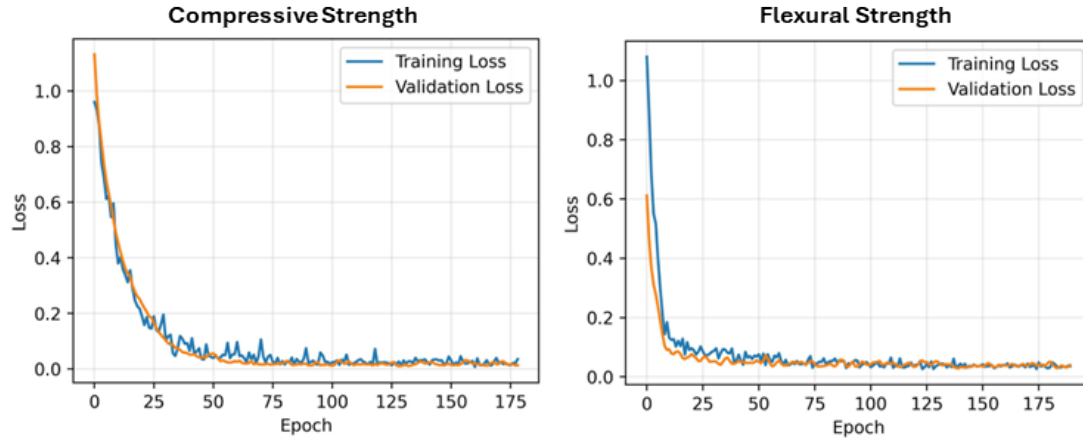 Compressive Strength
Training Loss
Validation Loss
1.0
0.8
0.6
0.4
0.2
0.0
Loss
0 25 50 75 100 125 150 175
Epoch
Flexural Strength
Training Loss
Validation Loss
1.0
0.8
0.6
0.4
0.2
0.0
Loss
0 25 50 75 100 125 150 175
Epoch